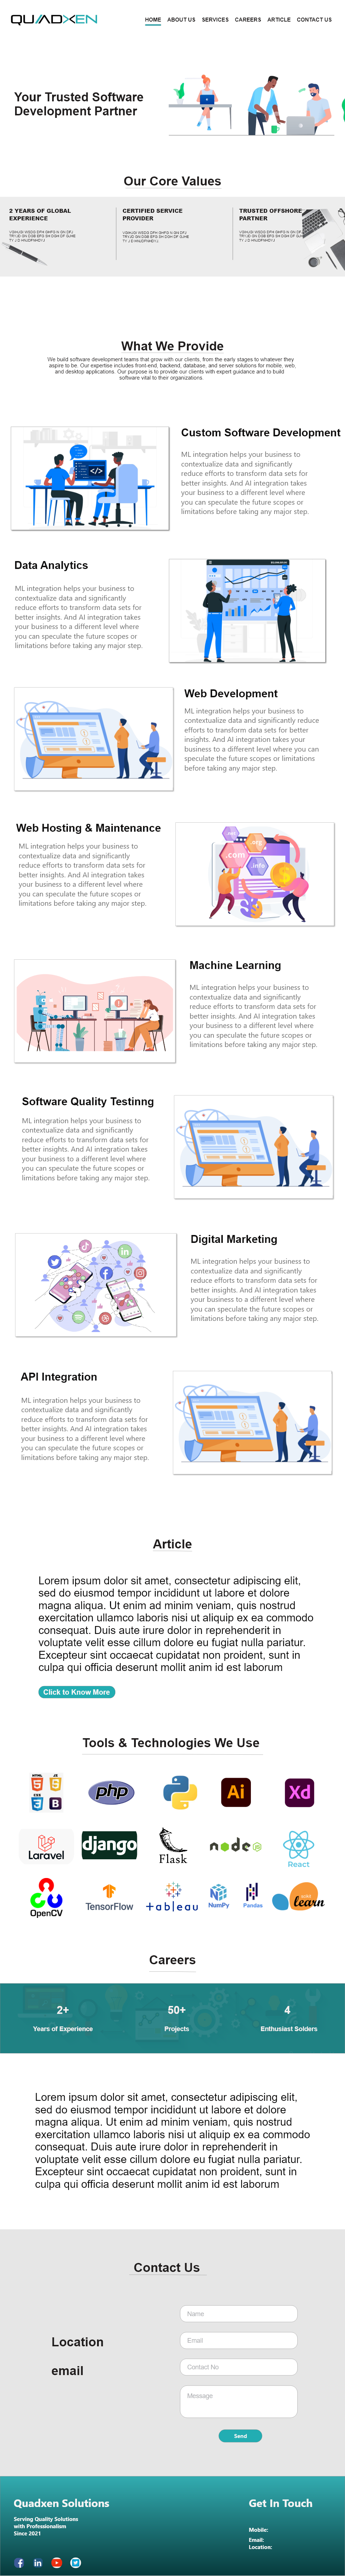 QUADXEN
HOME ABOUT US SERVICES CAREERS ARTICLE CONTACT US
Your Trusted Software
Development Partner
Our Core Values
2 YEARS OF GLOBAL
EXPERIENCE
CERTIFIED SERVICE
PROVIDER
TRUSTED OFFSHORE
PARTNER
What We Provide
We build software development teams that grow with our clients, from the early stages to whatever they
aspire to be. Our expertise includes front-end, backend, database, and server solutions for mobile, web,
and desktop applications. Our purpose is to provide our clients with expert guidance and to build
software vital to their organizations.
Custom Software Development
ML integration helps your business to
contextualize data and significantly
reduce efforts to transform data sets for
better insights. And AI integration takes
your business to a different level where
you can speculate the future scopes or
limitations before taking any major step.
Data Analytics
ML integration helps your business to
contextualize data and significantly
reduce efforts to transform data sets for
better insights. And AI integration takes
your business to a different level where
you can speculate the future scopes or
limitations before taking any major step.
Web Development
ML integration helps your business to
contextualize data and significantly reduce
efforts to transform data sets for better
insights. And AI integration takes your
business to a different level where you can
speculate the future scopes or limitations
before taking any major step.
Web Hosting & Maintenance
ML integration helps your business to
contextualize data and significantly
reduce efforts to transform data sets for
better insights. And AI integration takes
your business to a different level where
you can speculate the future scopes or
limitations before taking any major step.
.com
.info
Machine Learning
ML integration helps your business to
contextualize data and significantly
reduce efforts to transform data sets for
better insights. And AI integration takes
your business to a different level where
you can speculate the future scopes or
limitations before taking any major step.
Software Quality Testinng
ML integration helps your business to
contextualize data and significantly
reduce efforts to transform data sets for
better insights. And AI integration takes
your business to a different level where
you can speculate the future scopes or
limitations before taking any major step.
Digital Marketing
ML integration helps your business to
contextualize data and significantly
reduce efforts to transform data sets for
better insights. And AI integration takes
your business to a different level where
you can speculate the future scopes or
limitations before taking any major step.
API Integration
ML integration helps your business to
contextualize data and significantly
reduce efforts to transform data sets for
better insights. And AI integration takes
your business to a different level where
you can speculate the future scopes or
limitations before taking any major step.
Article
Lorem ipsum dolor sit amet, consectetur adipiscing elit,
sed do eiusmod tempor incididunt ut labore et dolore
magna aliqua. Ut enim ad minim veniam, quis nostrud
exercitation ullamco laboris nisi ut aliquip ex ea commodo
consequat. Duis aute irure dolor in reprehenderit in
voluptate velit esse cillum dolore eu fugiat nulla pariatur.
Excepteur sint occaecat cupidatat non proident, sunt in
culpa qui officia deserunt mollit anim id est laborum
Click to Know More
Tools & Technologies We Use
HTML JS
CSS B
php
Ai
Xd
Laravel
django
Flask
node JS
React
OpenCV
TensorFlow
+ableau
NumPy
Pandas
learn
Careers
2+ 50+ 4
Years of Experience Projects Enthusiast Solders
Lorem ipsum dolor sit amet, consectetur adipiscing elit,
sed do eiusmod tempor incididunt ut labore et dolore
magna aliqua. Ut enim ad minim veniam, quis nostrud
exercitation ullamco laboris nisi ut aliquip ex ea commodo
consequat. Duis aute irure dolor in reprehenderit in
voluptate velit esse cillum dolore eu fugiat nulla pariatur.
Excepteur sint occaecat cupidatat non proident, sunt in
culpa qui officia deserunt mollit anim id est laborum
Contact Us
Location
email
Name
Email
Contact No
Message
Send
Quadxen Solutions
Serving Quality Solutions
with Professionalism
Since 2021
Get In Touch
Mobile:
Email:
Location: